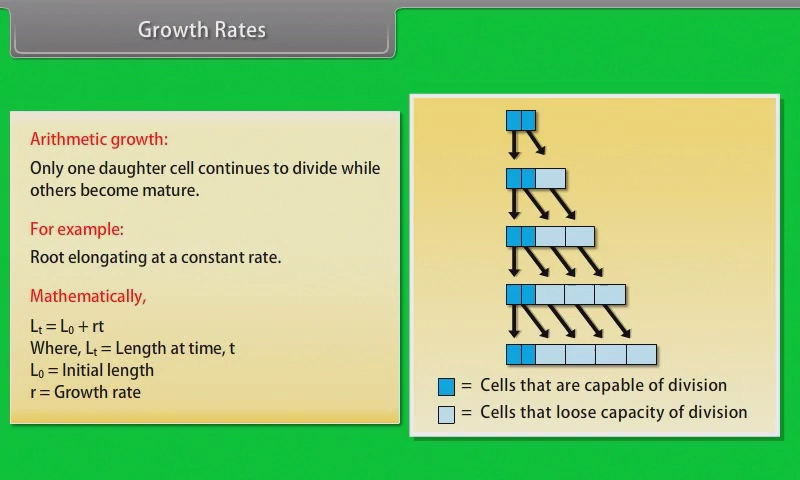 Growth Rates
Arithmetic growth:
Only one daughter cell continues to divide while
others become mature.
For example:
Root elongating at a constant rate.
Mathematically,
Lₜ = L₀ + rt
Where, Lₜ = Length at time, t
L₀ = Initial length
r = Growth rate
= Cells that are capable of division
= Cells that loose capacity of division